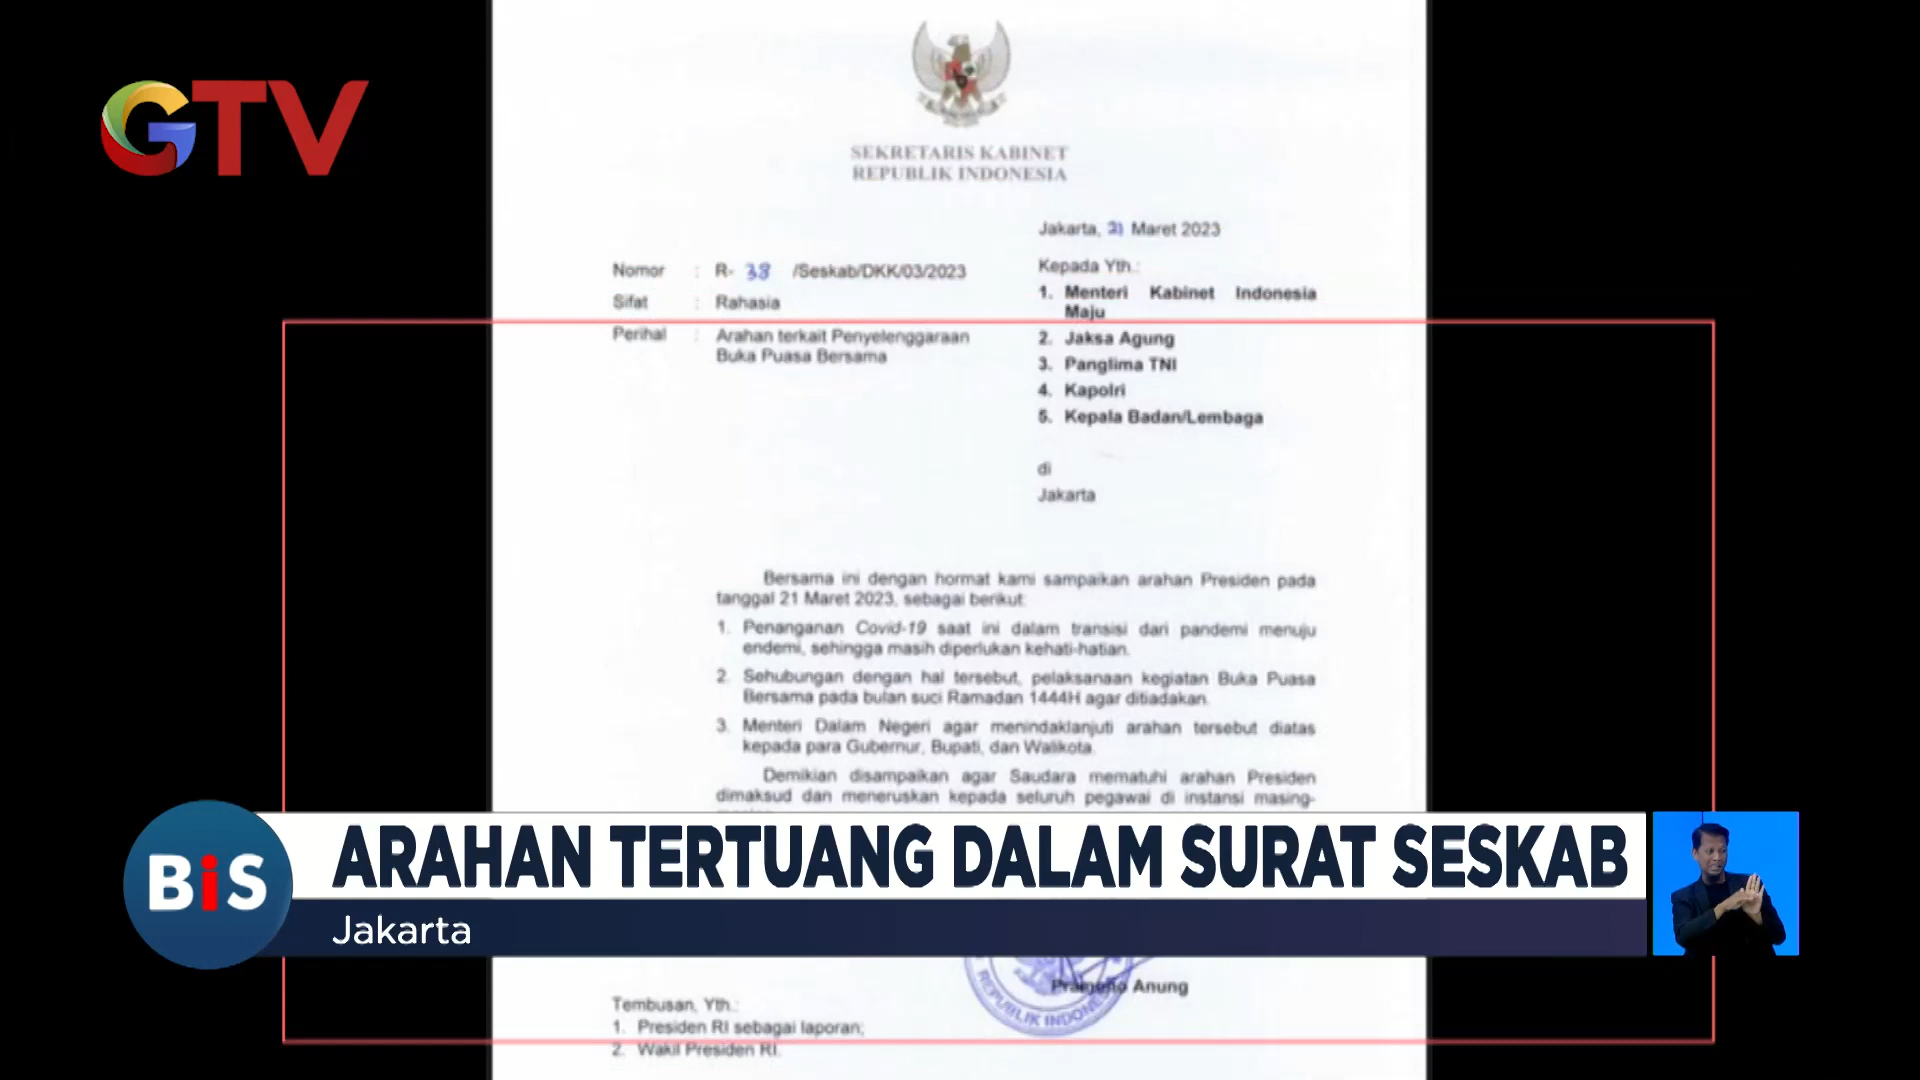 GTV
SEKRETARIS KABINET
REPUBLIK INDONESIA
Jakarta, 21 Maret 2023
Nomor : R- 38 /Seskab/DKK/03/2023
Sifat : Rahasia
Perihal : Arahan terkait Penyelenggaraan
Buka Puasa Bersama
Kepada Yth.:
1. Menteri Kabinet Indonesia
Maju
2. Jaksa Agung
3. Panglima TNI
4. Kapolri
5. Kepala Badan/Lembaga
di
Jakarta
Bersama ini dengan hormat kami sampaikan arahan Presiden pada
tanggal 21 Maret 2023, sebagai berikut:
1. Penanganan Covid-19 saat ini dalam transisi dari pandemi menuju
endemi, sehingga masih diperlukan kehati-hatian.
2. Sehubungan dengan hal tersebut, pelaksanaan kegiatan Buka Puasa
Bersama pada bulan suci Ramadan 1444H agar ditiadakan.
3. Menteri Dalam Negeri agar menindaklanjuti arahan tersebut diatas
kepada para Gubernur, Bupati, dan Walikota.
Demikian disampaikan agar Saudara mematuhi arahan Presiden
dimaksud dan meneruskan kepada seluruh pegawai di instansi masing-
BiS
ARAHAN TERTUANG DALAM SURAT SESKAB
Jakarta
REPUBLIK INDONE
Pramono Anung
Tembusan, Yth.:
1. Presiden RI sebagai laporan;
2. Wakil Presiden RI.